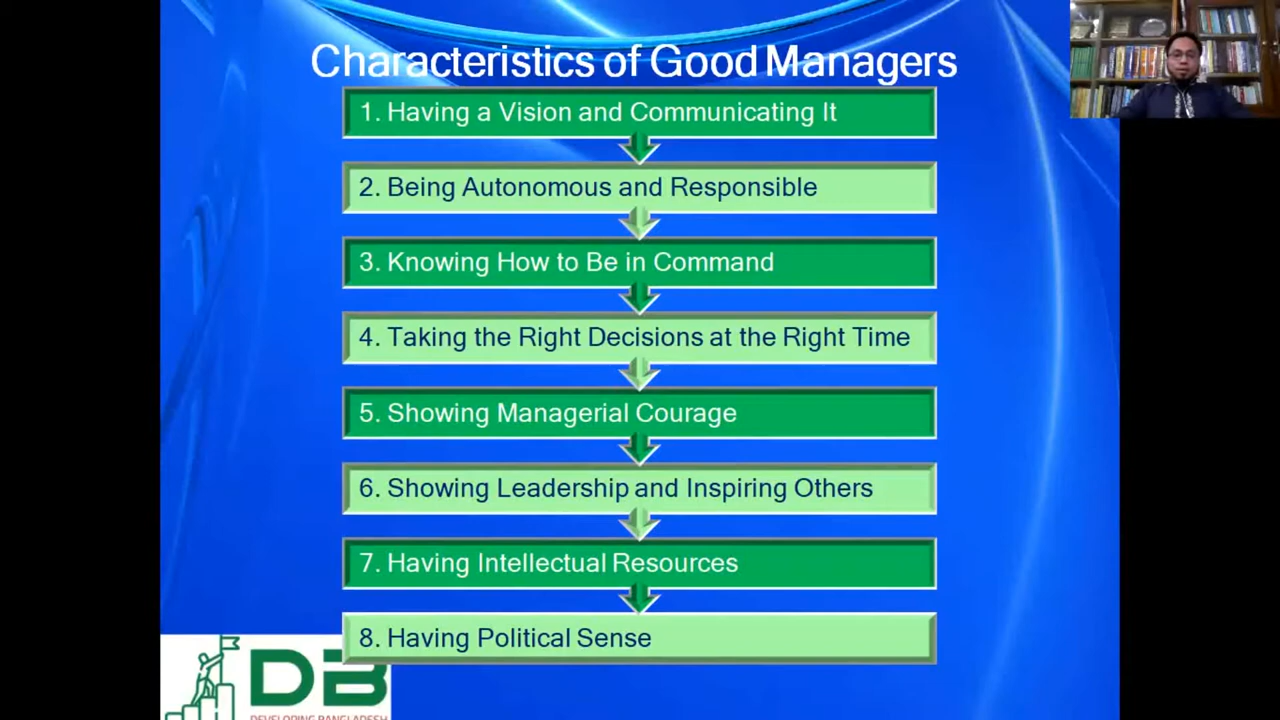 Characteristics of Good Managers
1. Having a Vision and Communicating It
2. Being Autonomous and Responsible
3. Knowing How to Be in Command
4. Taking the Right Decisions at the Right Time
5. Showing Managerial Courage
6. Showing Leadership and Inspiring Others
7. Having Intellectual Resources
8. Having Political Sense
DB
DEVELOPING BANGLADESH